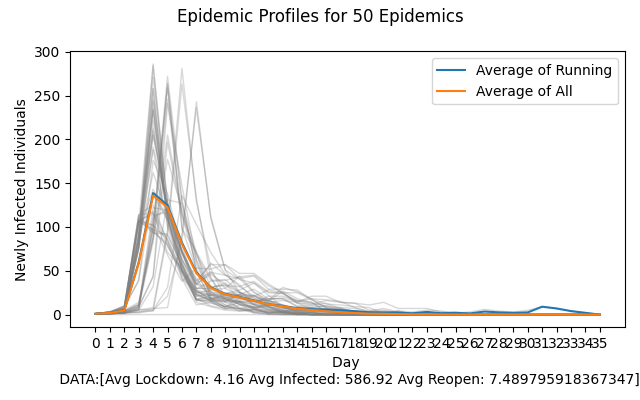 Epidemic Profiles for 50 Epidemics
300
250
200
150
100
50
0
Newly Infected Individuals
Average of Running
Average of All
0 1 2 3 4 5 6 7 8 9 10 11 12 13 14 15 16 17 18 19 20 21 22 23 24 25 26 27 28 29 30 31 32 33 34 35
Day
DATA:[Avg Lockdown: 4.16 Avg Infected: 586.92 Avg Reopen: 7.489795918367347]